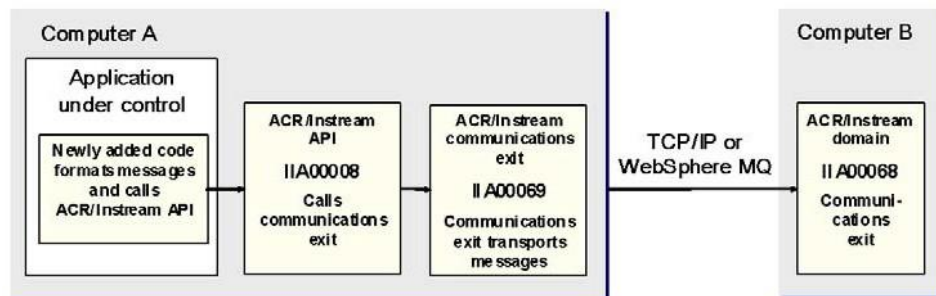 Computer A
Application
under control
Newly added code
formats messages
and calls
ACR/Instream API
ACR/Instream
API
IIA00008
Calls
communications
exit
ACR/Instream
communications
exit
IIA00069
Communications
exit transports
messages
TCP/IP or
WebSphere MQ
Computer B
ACR/Instream
domain
IIA00068
Communi-
cations
exit